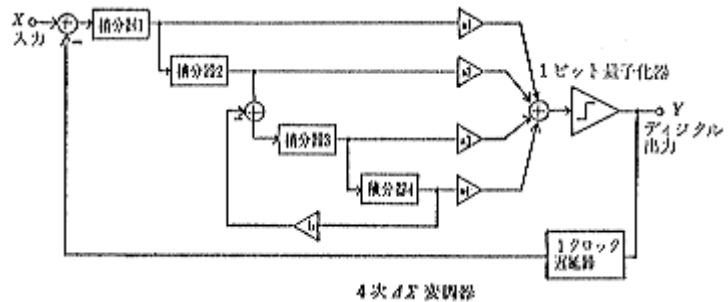 X
入力
+
−
積分器1
積分器2
積分器3
積分器4
1ビット量子化器
Y
ディジタル
出力
1クロック
遅延器
4次ΔΣ変調器